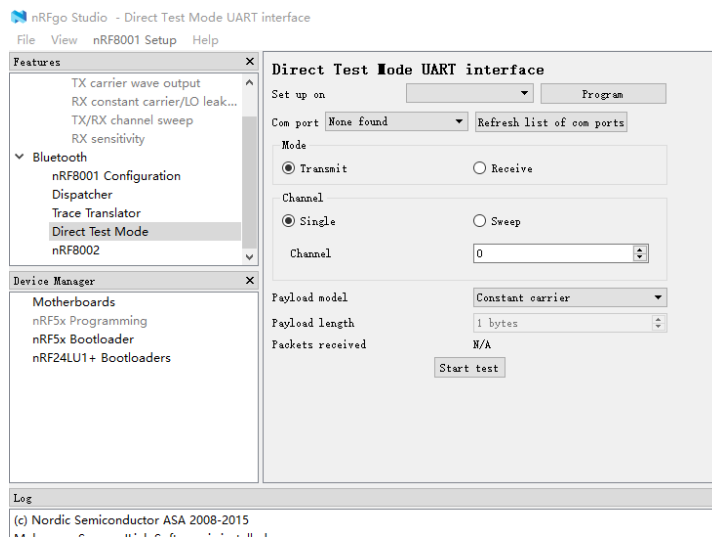 nRFgo Studio - Direct Test Mode UART interface
File View nRF8001 Setup Help
Features
TX carrier wave output
RX constant carrier/LO leak...
TX/RX channel sweep
RX sensitivity
Bluetooth
nRF8001 Configuration
Dispatcher
Trace Translator
Direct Test Mode
nRF8002
Device Manager
Motherboards
nRF5x Programming
nRF5x Bootloader
nRF24LU1+ Bootloaders
Direct Test Mode UART interface
Set up on Program
Com port None found Refresh list of com ports
Mode
Transmit Receive
Channel
Single Sweep
Channel 0
Payload model Constant carrier
Payload length 1 bytes
Packets received N/A
Start test
Log
(c) Nordic Semiconductor ASA 2008-2015